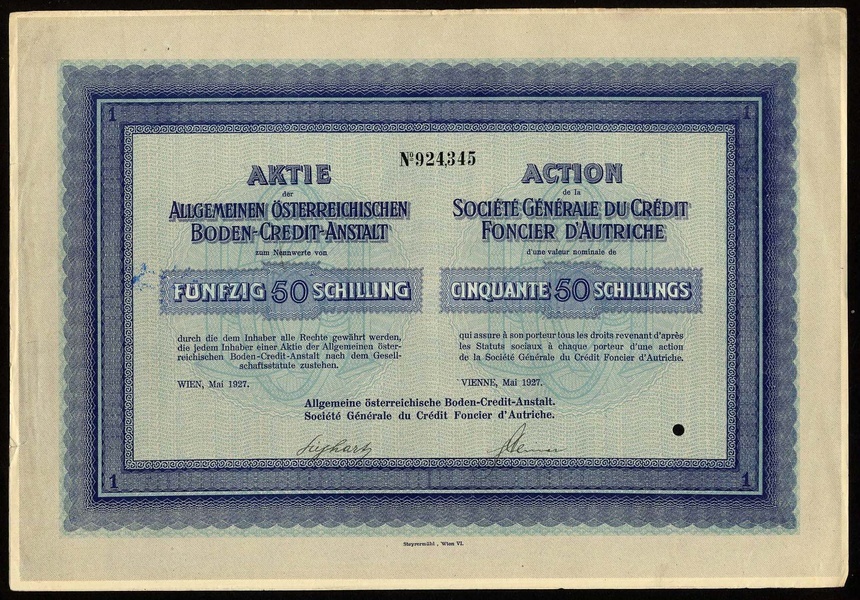 1
1
Nº 924,345
AKTIE
der
ALLGEMEINEN ÖSTERREICHISCHEN
BODEN-CREDIT-ANSTALT
zum Nennwerte von
FÜNFZIG 50 SCHILLING
durch die dem Inhaber alle Rechte gewährt werden,
die jedem Inhaber einer Aktie der Allgemeinen öster-
reichischen Boden-Credit-Anstalt nach dem Gesell-
schaftsstatute zustehen.
WIEN, Mai 1927.
ACTION
de la
SOCIÉTÉ GÉNÉRALE DU CRÉDIT
FONCIER D'AUTRICHE
d'une valeur nominale de
CINQUANTE 50 SCHILLINGS
qui assure à son porteur tous les droits revenant d'après
les Statuts sociaux à chaque porteur d'une action
de la Société Générale du Crédit Foncier d'Autriche.
VIENNE, Mai 1927.
Allgemeine österreichische Boden-Credit-Anstalt.
Société Générale du Crédit Foncier d'Autriche.
1
1
Steyrermühl, Wien VI.